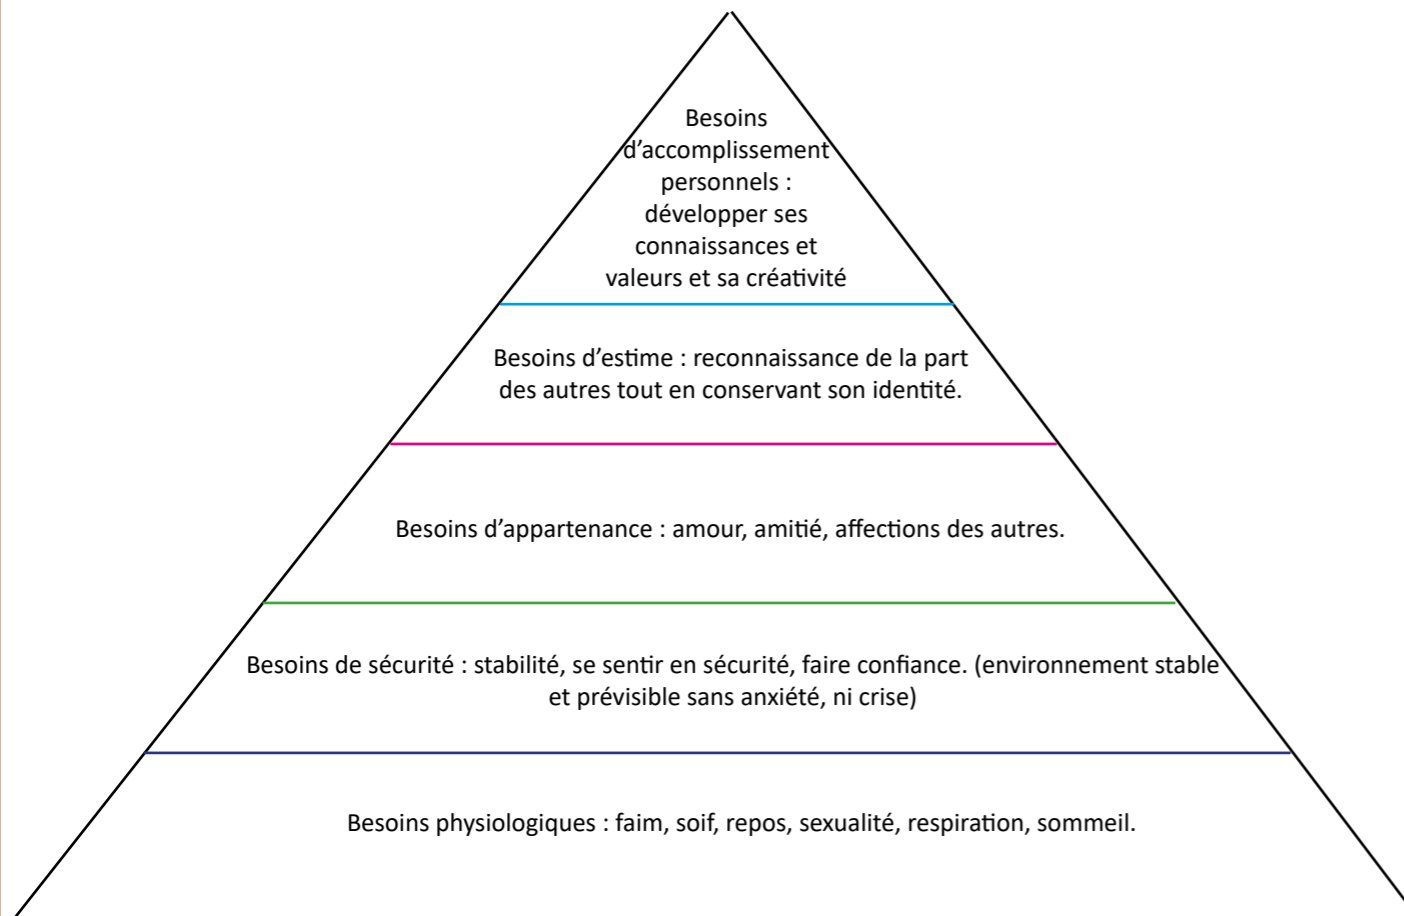 Besoins
d’accomplissement
personnels :
développer ses
connaissances et
valeurs et sa créativité
Besoins d’estime : reconnaissance de la part
des autres tout en conservant son identité.
Besoins d’appartenance : amour, amitié, affections des autres.
Besoins de sécurité : stabilité, se sentir en sécurité, faire confiance. (environnement stable
et prévisible sans anxiété, ni crise)
Besoins physiologiques : faim, soif, repos, sexualité, respiration, sommeil.